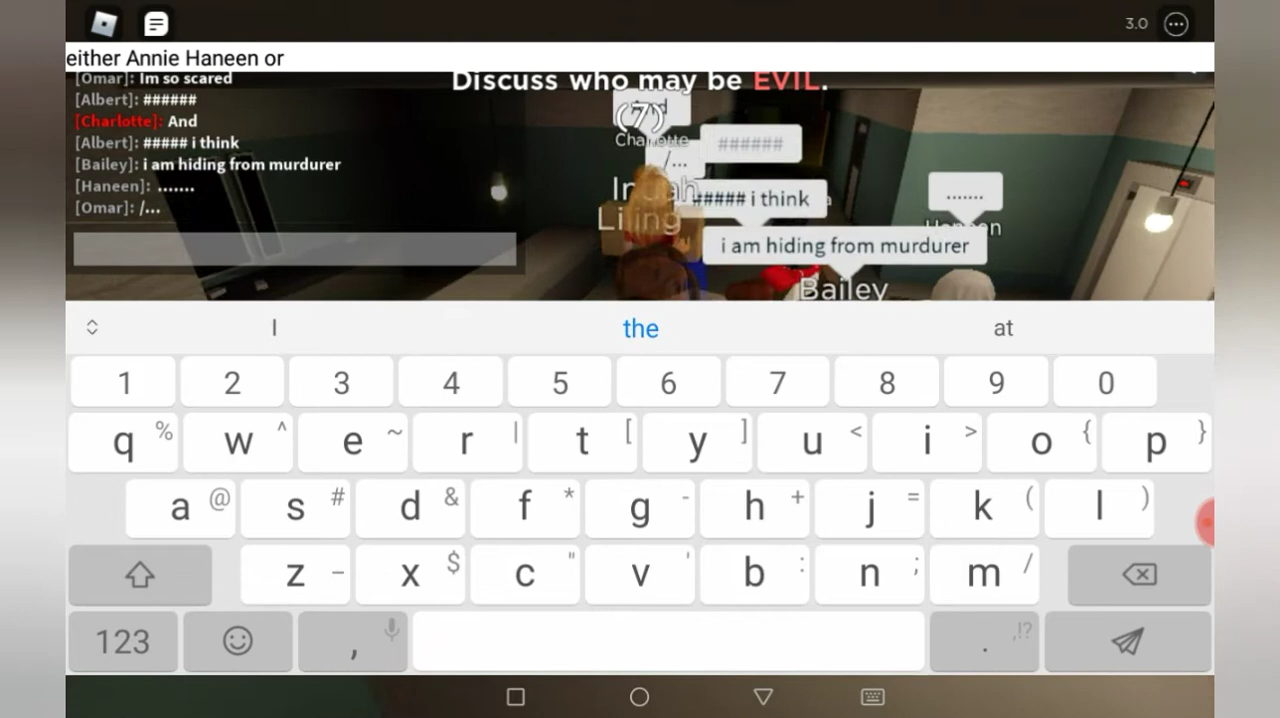 3.0
either Annie Haneen or
[Omar]: Im so scared
[Albert]: ######
[Charlotte]: And
[Albert]: ##### i think
[Bailey]: i am hiding from murdurer
[Haneen]: .......
[Omar]: /...
Discuss who may be EVIL.
(7)
Charlotte
######
/...
##### i think
Liling
.......
i am hiding from murdurer
Bailey
I the at
1 2 3 4 5 6 7 8 9 0
q % w ^ e ~ r | t [ y ] u < i > o { p }
a @ s # d & f * g - h + j = k ( l )
z – x $ c " v ' b : n ; m /
123 , . ,!?